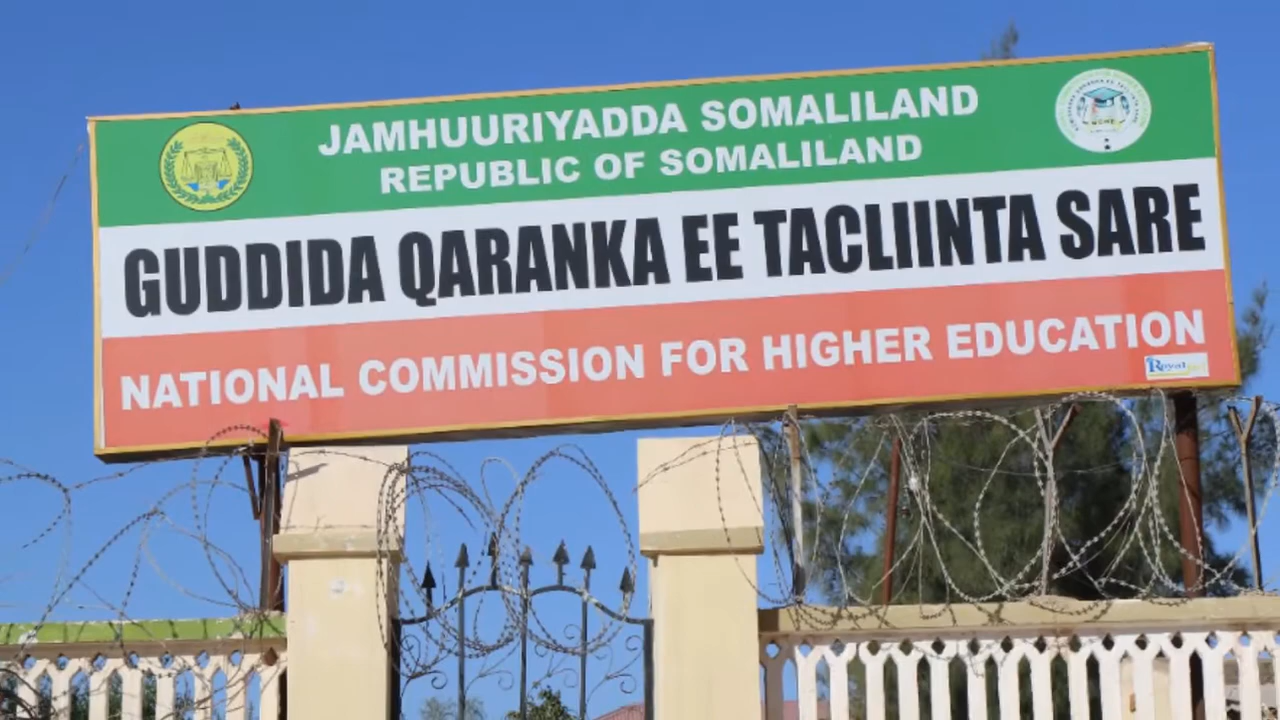 JAMHUURIYADDA SOMALILAND
REPUBLIC OF SOMALILAND
GUDDIDA QARANKA EE TACLIINTA SARE
NATIONAL COMMISSION FOR HIGHER EDUCATION
Royal